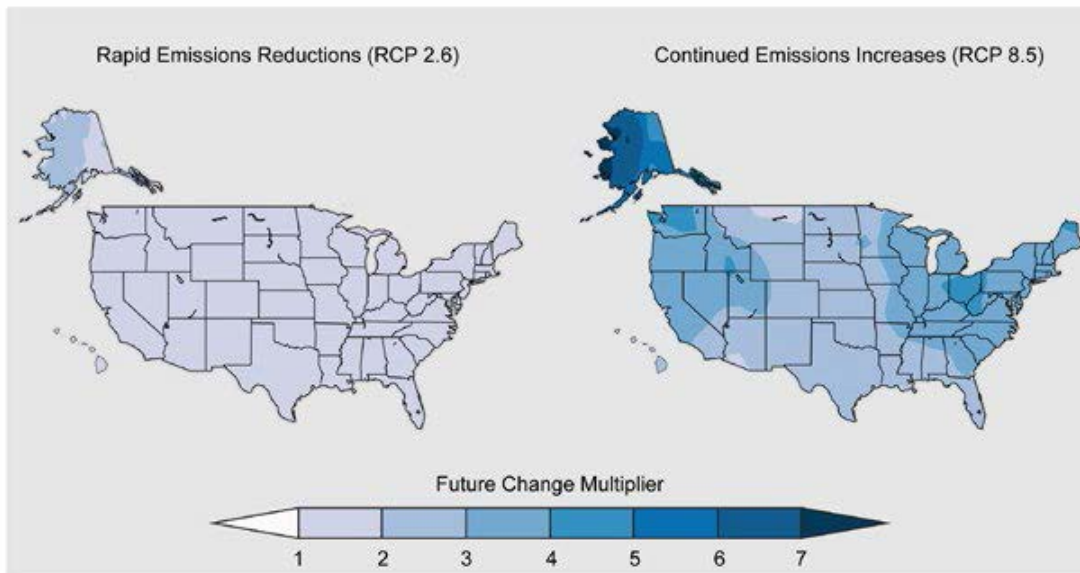 Rapid Emissions Reductions (RCP 2.6)
Continued Emissions Increases (RCP 8.5)
Future Change Multiplier
1 2 3 4 5 6 7